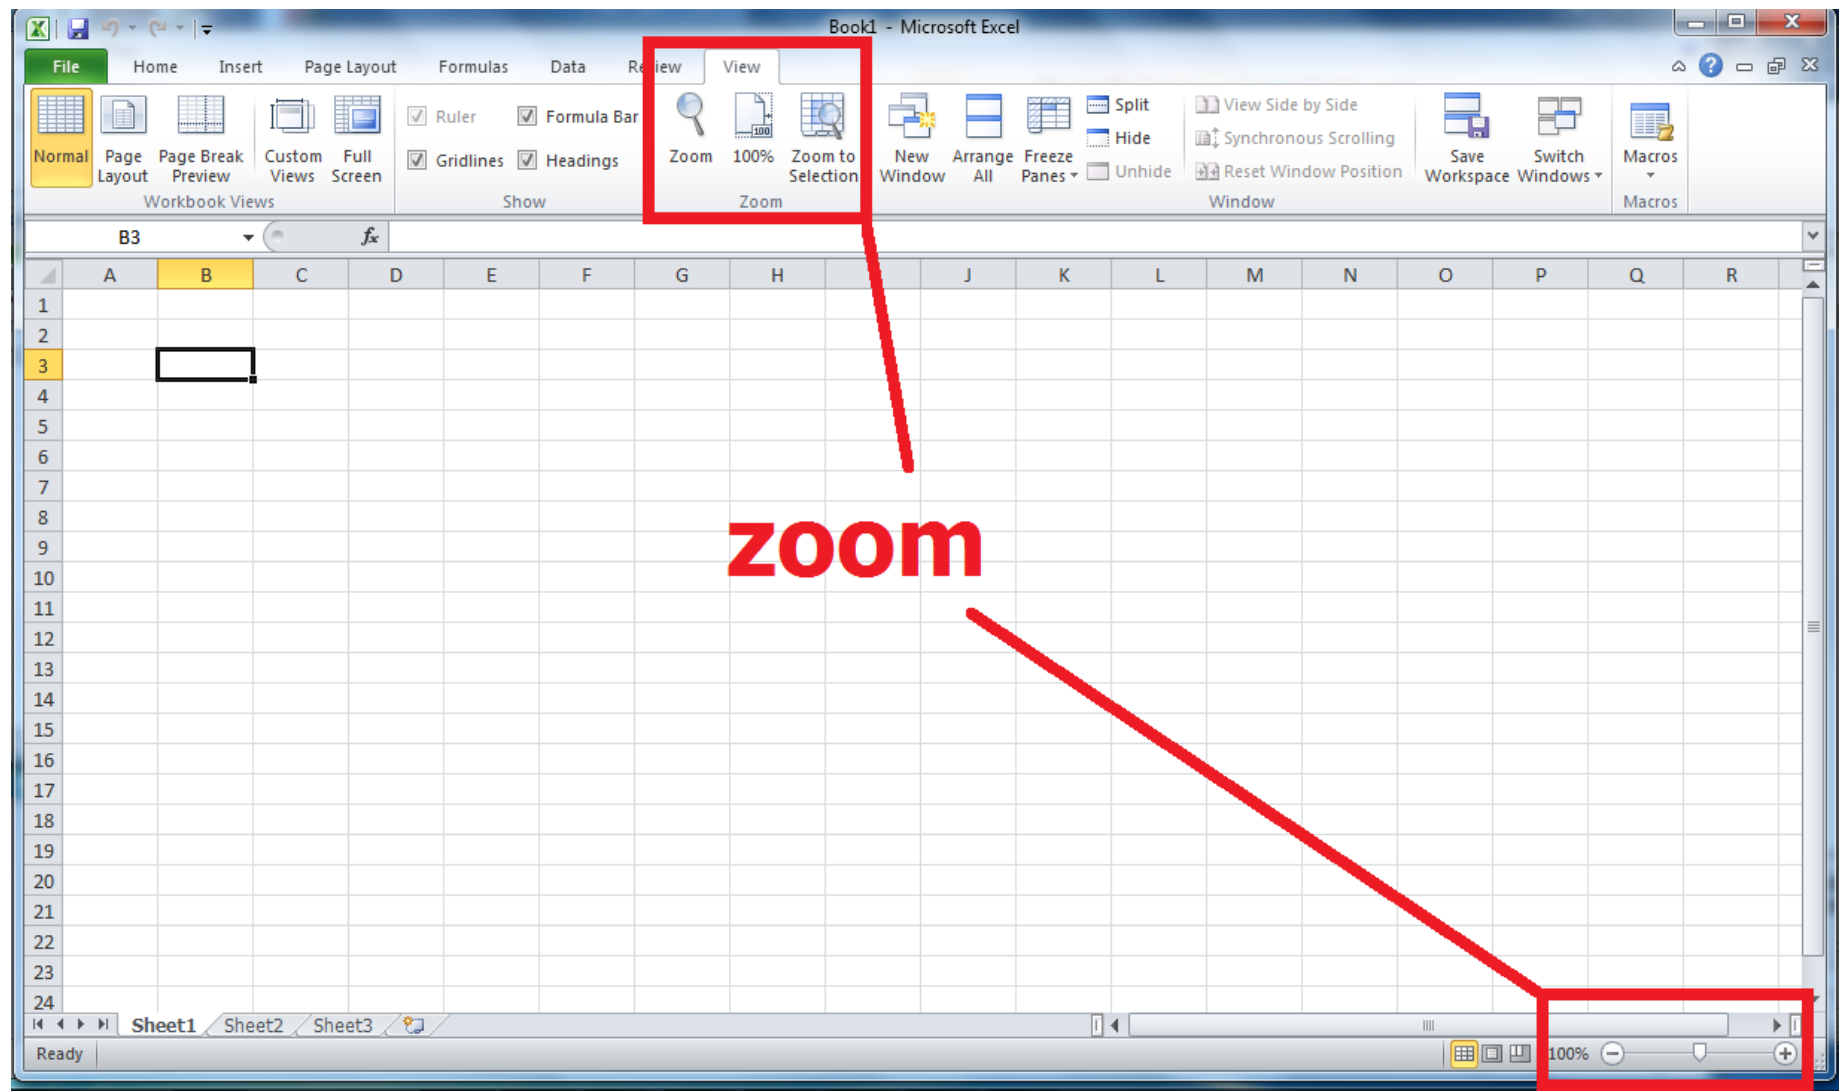 Book1 - Microsoft Excel
File Home Insert Page Layout Formulas Data Review View
Ruler Formula Bar
Gridlines Headings
Normal Page Layout Page Break Preview Custom Views Full Screen
Zoom 100% Zoom to Selection
New Window Arrange All Freeze Panes
Split
Hide
Unhide
View Side by Side
Synchronous Scrolling
Reset Window Position
Save Workspace Switch Windows Macros
Workbook Views Show Zoom Window Macros
B3 fx
A B C D E F G H J K L M N O P Q R
1
2
3
4
5
6
7
8
9
10
11
12
13
14
15
16
17
18
19
20
21
22
23
24
zoom
Sheet1 Sheet2 Sheet3
Ready 100%